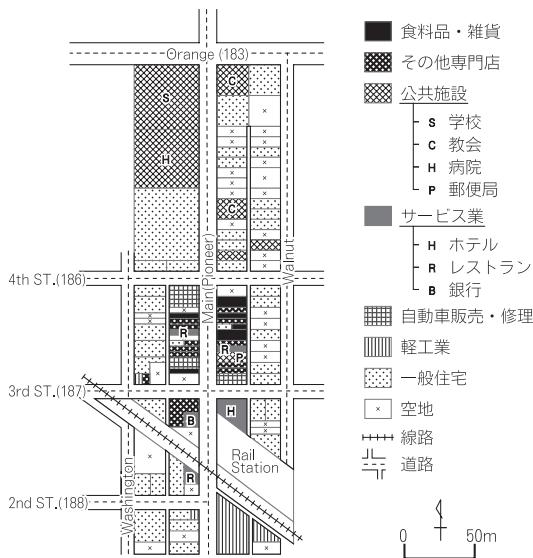 Orange (183)
S
H
C
C
Main(Pioneer)
Walnut
4th ST.(186)
R
R
P
3rd ST.(187)
B
H
Rail
Station
R
Washington
2nd ST.(188)
食料品・雑貨
その他専門店
公共施設
S 学校
C 教会
H 病院
P 郵便局
サービス業
H ホテル
R レストラン
B 銀行
自動車販売・修理
軽工業
一般住宅
空地
線路
道路
0 50m